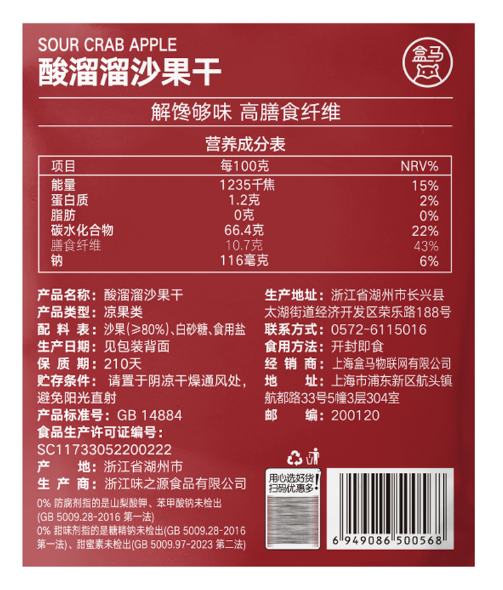 SOUR CRAB APPLE
酸溜溜沙果干
盒马
解馋够味 高膳食纤维
营养成分表
项目 每100克 NRV%
能量 1235千焦 15%
蛋白质 1.2克 2%
脂肪 0克 0%
碳水化合物 66.4克 22%
膳食纤维 10.7克 43%
钠 116毫克 6%
产品名称：酸溜溜沙果干
产品类型：凉果类
配 料 表：沙果(≥80%)、白砂糖、食用盐
生产日期：见包装背面
保 质 期：210天
贮存条件：请置于阴凉干燥通风处，
避免阳光直射
产品标准号：GB 14884
食品生产许可证编号：
SC11733052200222
产 地：浙江省湖州市
生 产 商：浙江味之源食品有限公司
0% 防腐剂指的是山梨酸钾、苯甲酸钠未检出
(GB 5009.28-2016 第一法)
0% 甜味剂指的是糖精钠未检出(GB 5009.28-2016
第一法)、甜蜜素未检出(GB 5009.97-2023 第二法)
生产地址：浙江省湖州市长兴县
太湖街道经济开发区荣乐路188号
联系方式：0572-6115016
食用方法：开封即食
经 销 商：上海盒马物联网有限公司
地 址：上海市浦东新区航头镇
航都路33号5幢3层304室
邮 编：200120
用心选好货
扫码优惠多！
6 949086 500568